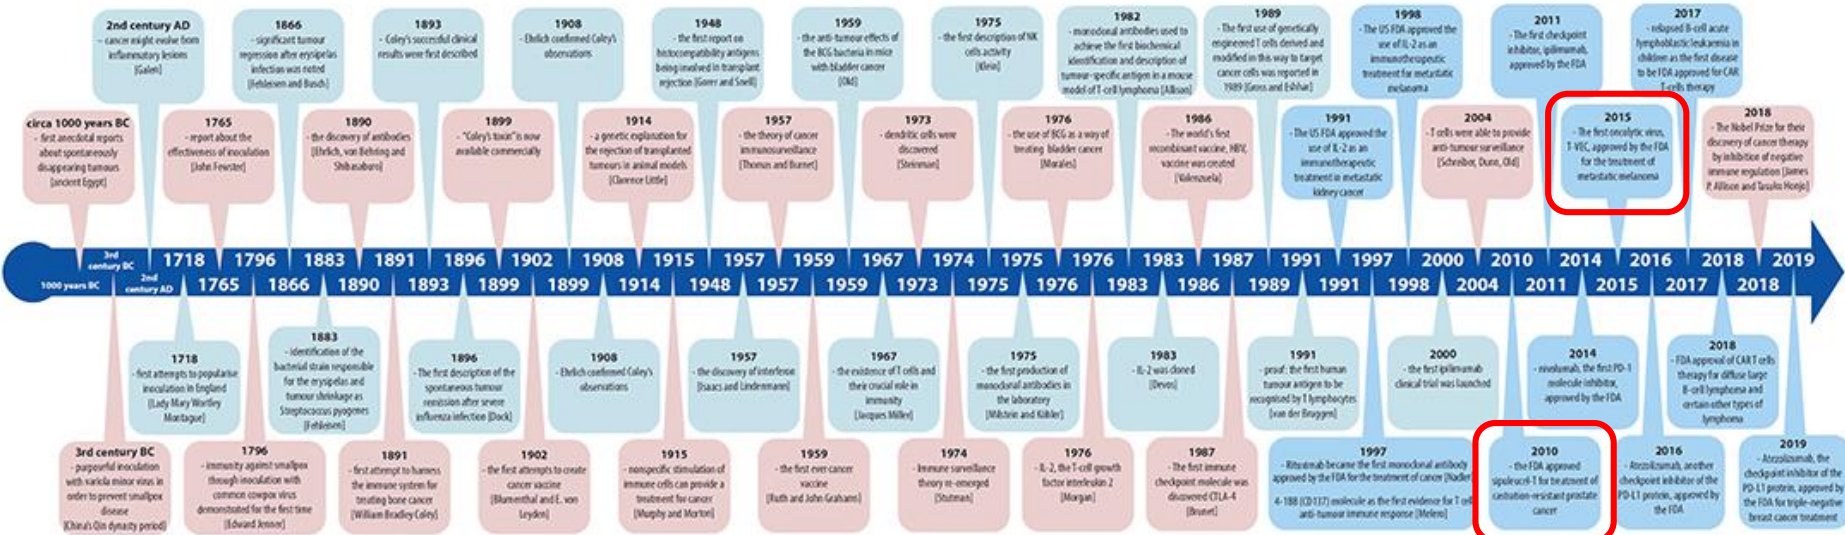 2nd century AD
- cancer might evolve from
inflammatory lesions
[Galen]
1866
- significant tumour
regression after erysipelas
infection was noted
[Fehleisen and Busch]
1893
- Coley's successful clinical
results were first described
1908
- Ehrlich confirmed Coley's
observations
1948
- the first report on
histocompatibility antigens
being involved in transplant
rejection [Gorer and Snell]
1959
- the anti-tumour effects of
the BCG bacteria in mice
with bladder cancer
[Old]
1975
- the first description of NK
cells activity
[Klein]
1982
- monoclonal antibodies used to
achieve the first biochemical
identification and description of
tumour-specific antigen in a mouse
model of T-cell lymphoma [Allison]
1989
- The first use of genetically
engineered T cells derived and
modified in this way to target
cancer cells was reported in
1989 [Gross and Eshhar]
1998
- The US FDA approved the
use of IL-2 as an
immunotherapeutic
treatment for metastatic
melanoma
2011
- The first checkpoint
inhibitor, ipilimumab,
approved by the FDA
2017
- relapsed B-cell acute
lymphoblastic leukaemia in
children as the first disease
to be FDA approved for CAR
T-cells therapy
circa 1000 years BC
- first anecdotal reports
about spontaneously
disappearing tumours
[ancient Egypt]
1765
- report about the
effectiveness of inoculation
[John Fewster]
1890
- the discovery of antibodies
[Ehrlich, von Behring and
Shibasaburo]
1899
- "Coley's toxin" is now
available commercially
1914
- a genetic explanation for
the rejection of transplanted
tumours in animal models
[Clarence Little]
1957
- the theory of cancer
immunosurveillance
[Thomas and Burnet]
1973
- dendritic cells were
discovered
[Steinman]
1976
- the use of BCG as a way of
treating bladder cancer
[Morales]
1986
- The world's first
recombinant vaccine, HBV,
vaccine was created
[Valenzuela]
1991
- The US FDA approved the
use of IL-2 as an
immunotherapeutic
treatment in metastatic
kidney cancer
2004
- T cells were able to provide
anti-tumour surveillance
[Schreiber, Dunn, Old]
2015
- The first oncolytic virus,
T-VEC, approved by the FDA
for the treatment of
metastatic melanoma
2018
- The Nobel Prize for their
discovery of cancer therapy
by inhibition of negative
immune regulation [James
P. Allison and Tasuku Honjo]
3rd
century BC
1718 1796 1883 1891 1896 1902 1908 1915 1957 1959 1967 1974 1975 1976 1983 1987 1991 1997 2000 2010 2014 2016 2018 2019
1000 years BC
2nd
century AD
1765 1866 1890 1893 1899 1899 1914 1948 1957 1959 1973 1975 1976 1983 1986 1989 1991 1998 2004 2011 2015 2017 2018
1718
- first attempts to popularise
inoculation in England
[Lady Mary Wortley
Montague]
1883
- identification of the
bacterial strain responsible
for the erysipelas and
tumour shrinkage as
Streptococcus pyogenes
[Fehleisen]
1896
- The first description of the
spontaneous tumour
remission after severe
influenza infection [Dock]
1908
- Ehrlich confirmed Coley's
observations
1957
- the discovery of interferon
[Isaacs and Lindenmann]
1967
- the existence of T cells and
their crucial role in
immunity
[Jacques Miller]
1975
- the first production of
monoclonal antibodies in
the laboratory
[Milstein and Köhler]
1983
- IL-2 was cloned
[Devos]
1991
- proof: the first human
tumour antigen to be
recognised by T lymphocytes
[van der Bruggen]
2000
- the first ipilimumab
clinical trial was launched
2014
- nivolumab, the first PD-1
molecule inhibitor,
approved by the FDA
2018
- FDA approval of CAR T cells
therapy for diffuse large
B-cell lymphoma and
certain other types of
lymphoma
3rd century BC
- purposeful inoculation
with variola minor virus in
order to prevent smallpox
disease
[China's Qin dynasty period]
1796
- immunity against smallpox
through inoculation with
common cowpox virus
demonstrated for the first time
[Edward Jenner]
1891
- first attempt to harness
the immune system for
treating bone cancer
[William Bradley Coley]
1902
- the first attempts to create
cancer vaccine
[Blumenthal and E. von
Leyden]
1915
- nonspecific stimulation of
immune cells can provide a
treatment for cancer
[Murphy and Morton]
1959
- the first ever cancer
vaccine
[Ruth and John Grahams]
1974
- Immune surveillance
theory re-emerged
[Stutman]
1976
- IL-2, the T-cell growth
factor interleukin 2
[Morgan]
1987
- The first immune
checkpoint molecule was
discovered CTLA-4
[Brunet]
1997
- Rituximab became the first monoclonal antibody
approved by the FDA for the treatment of cancer [Nadler]
4-1BB (CD137) molecule as the first evidence for T cell
anti-tumour immune response [Melero]
2010
- the FDA approved
sipuleucel-T for treatment of
castration-resistant prostate
cancer
2016
- Atezolizumab, another
checkpoint inhibitor of the
PD-L1 protein, approved by
the FDA
2019
- Atezolizumab, the
checkpoint inhibitor of the
PD-L1 protein, approved by
the FDA for triple-negative
breast cancer treatment